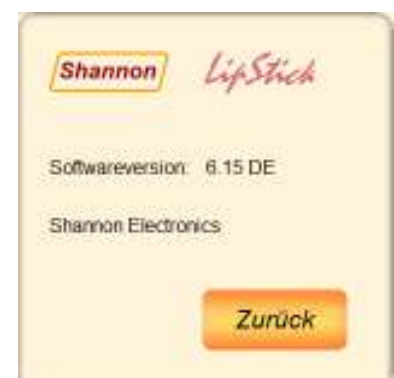 Shannon LipStick
Softwareversion: 6.15 DE
Shannon Electronics
Zurück